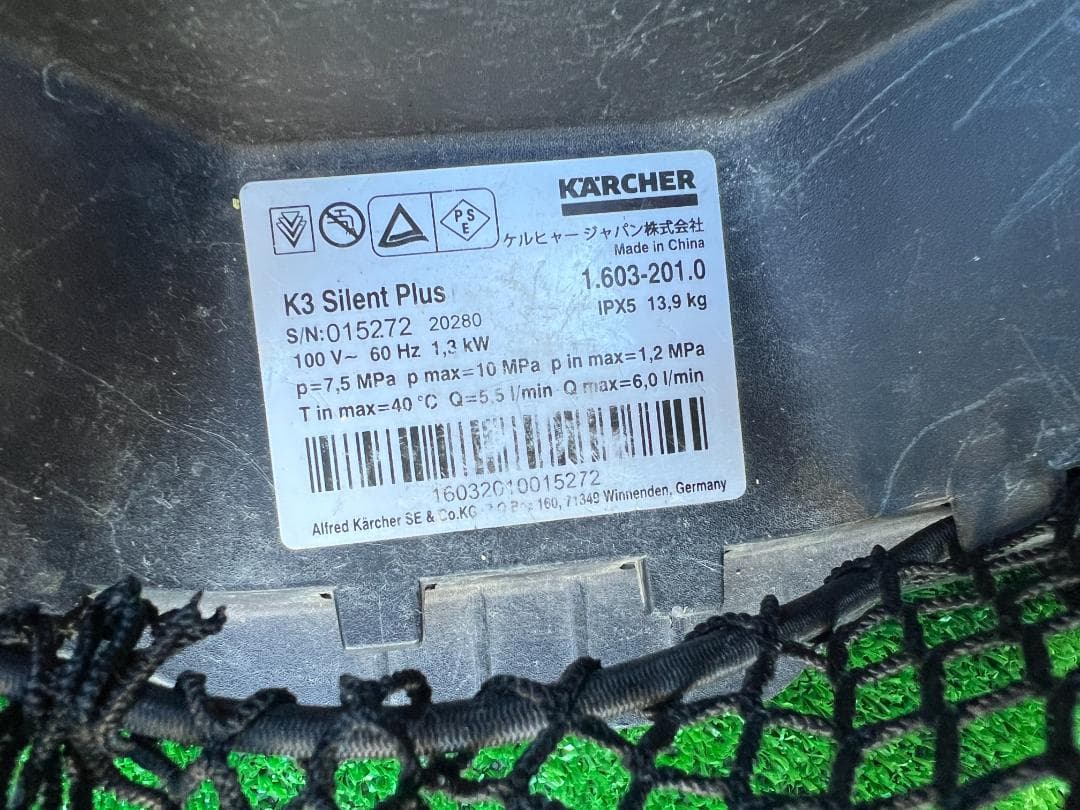 KÄRCHER
PSE
ケルヒャー ジャパン株式会社
Made in China
K3 Silent Plus
1.603-201.0
S/N:015272 20280
IPX5 13,9 kg
100 V~ 60 Hz 1,3 kW
p=7,5 MPa p max=10 MPa p in max=1,2 MPa
T in max=40 °C Q=5,5 l/min Q max=6,0 l/min
16032010015272
Alfred Kärcher SE & Co.KG 160, 71349 Winnenden, Germany